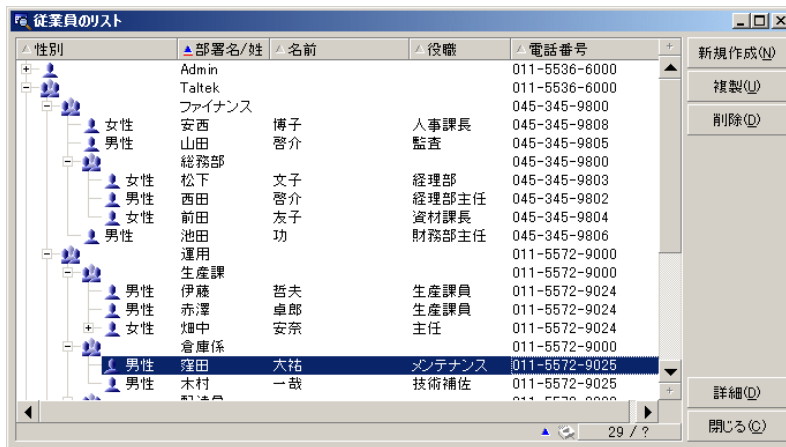 従業員のリスト
性別 部署名/姓 名前 役職 電話番号
新規作成(N)
複製(U)
削除(D)
Admin 011-5536-6000
Taltek 011-5536-6000
ファイナンス 045-345-9800
女性 安西 博子 人事課長 045-345-9808
男性 山田 啓介 監査 045-345-9805
総務部 045-345-9800
女性 松下 文子 経理部 045-345-9803
男性 西田 啓介 経理部主任 045-345-9802
女性 前田 友子 資材課長 045-345-9804
男性 池田 功 財務部主任 045-345-9806
運用 011-5572-9000
生産課 011-5572-9000
男性 伊藤 哲夫 生産課員 011-5572-9024
男性 赤澤 卓郎 生産課員 011-5572-9024
女性 畑中 安奈 主任 011-5572-9024
倉庫係 011-5572-9000
男性 窪田 大祐 メンテナンス 011-5572-9025
男性 木村 一哉 技術補佐 011-5572-9025
詳細(D)
閉じる(C)
29 / ?